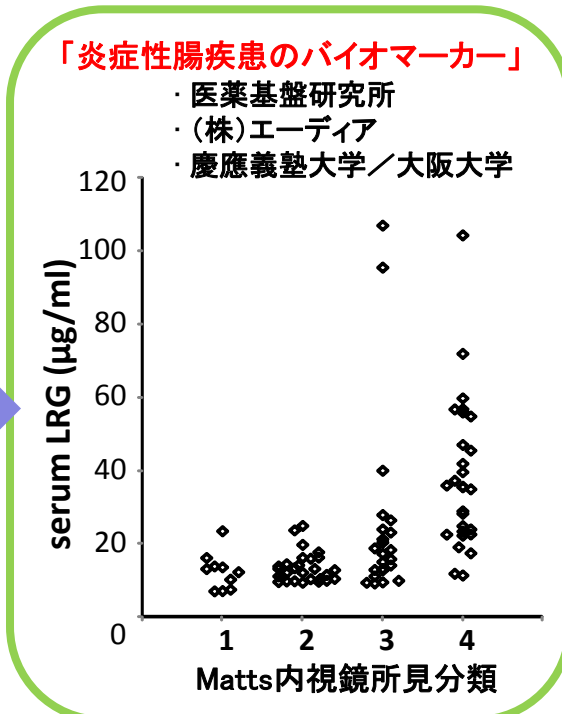 「炎症性腸疾患のバイオマーカー」
・医薬基盤研究所
・(株)エーディア
・慶應義塾大学/大阪大学
120
100
80
60
40
20
0
serum LRG (μg/ml)
1 2 3 4
Matts内視鏡所見分類